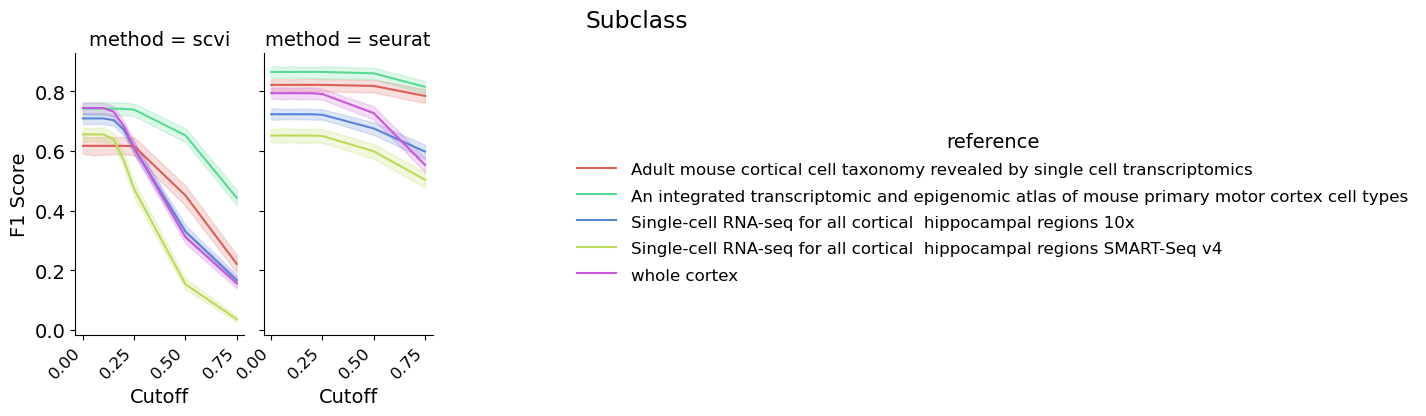 Subclass
method = scvi
method = seurat
F1 Score
0.8
0.6
0.4
0.2
0.0
0.00
0.25
0.50
0.75
Cutoff
0.00
0.25
0.50
0.75
Cutoff
reference
Adult mouse cortical cell taxonomy revealed by single cell transcriptomics
An integrated transcriptomic and epigenomic atlas of mouse primary motor cortex cell types
Single-cell RNA-seq for all cortical  hippocampal regions 10x
Single-cell RNA-seq for all cortical  hippocampal regions SMART-Seq v4
whole cortex